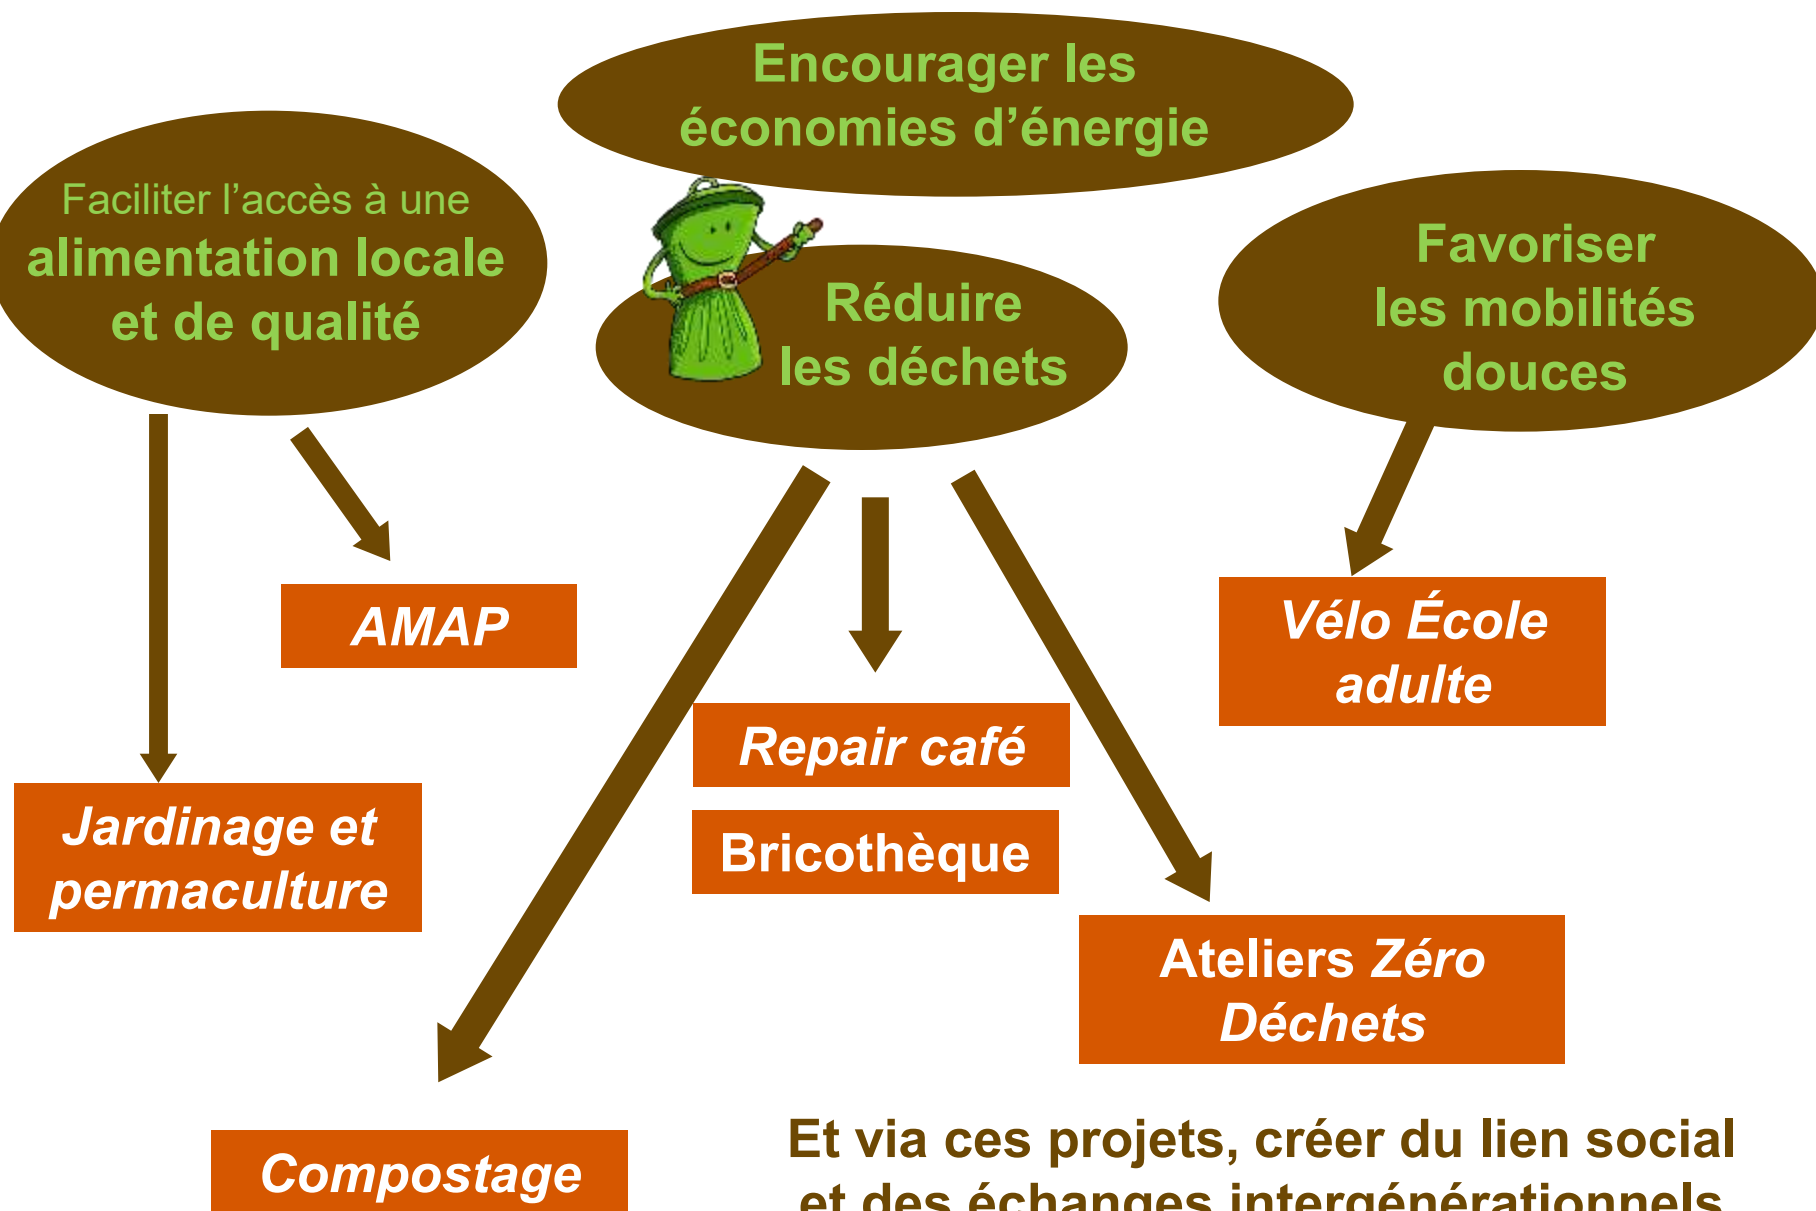 Encourager les
économies d’énergie
Faciliter l’accès à une
alimentation locale
et de qualité
Réduire
les déchets
Favoriser
les mobilités
douces
AMAP
Vélo École
adulte
Repair café
Jardinage et
permaculture
Bricothèque
Ateliers Zéro
Déchets
Compostage
Et via ces projets, créer du lien social
et des échanges intergénérationnels